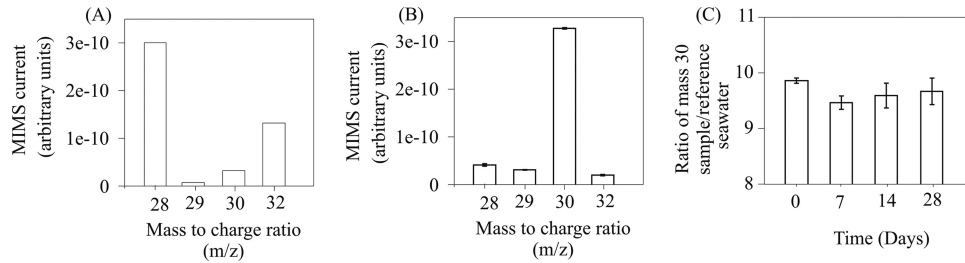 (A)
MIMS current
(arbitrary units)
3e-10
2e-10
1e-10
0
28 29 30 32
Mass to charge ratio
(m/z)
(B)
MIMS current
(arbitrary units)
3e-10
2e-10
1e-10
0
28 29 30 32
Mass to charge ratio
(m/z)
(C)
Ratio of mass 30
sample/reference
seawater
11
10
9
8
0 7 14 28
Time (Days)